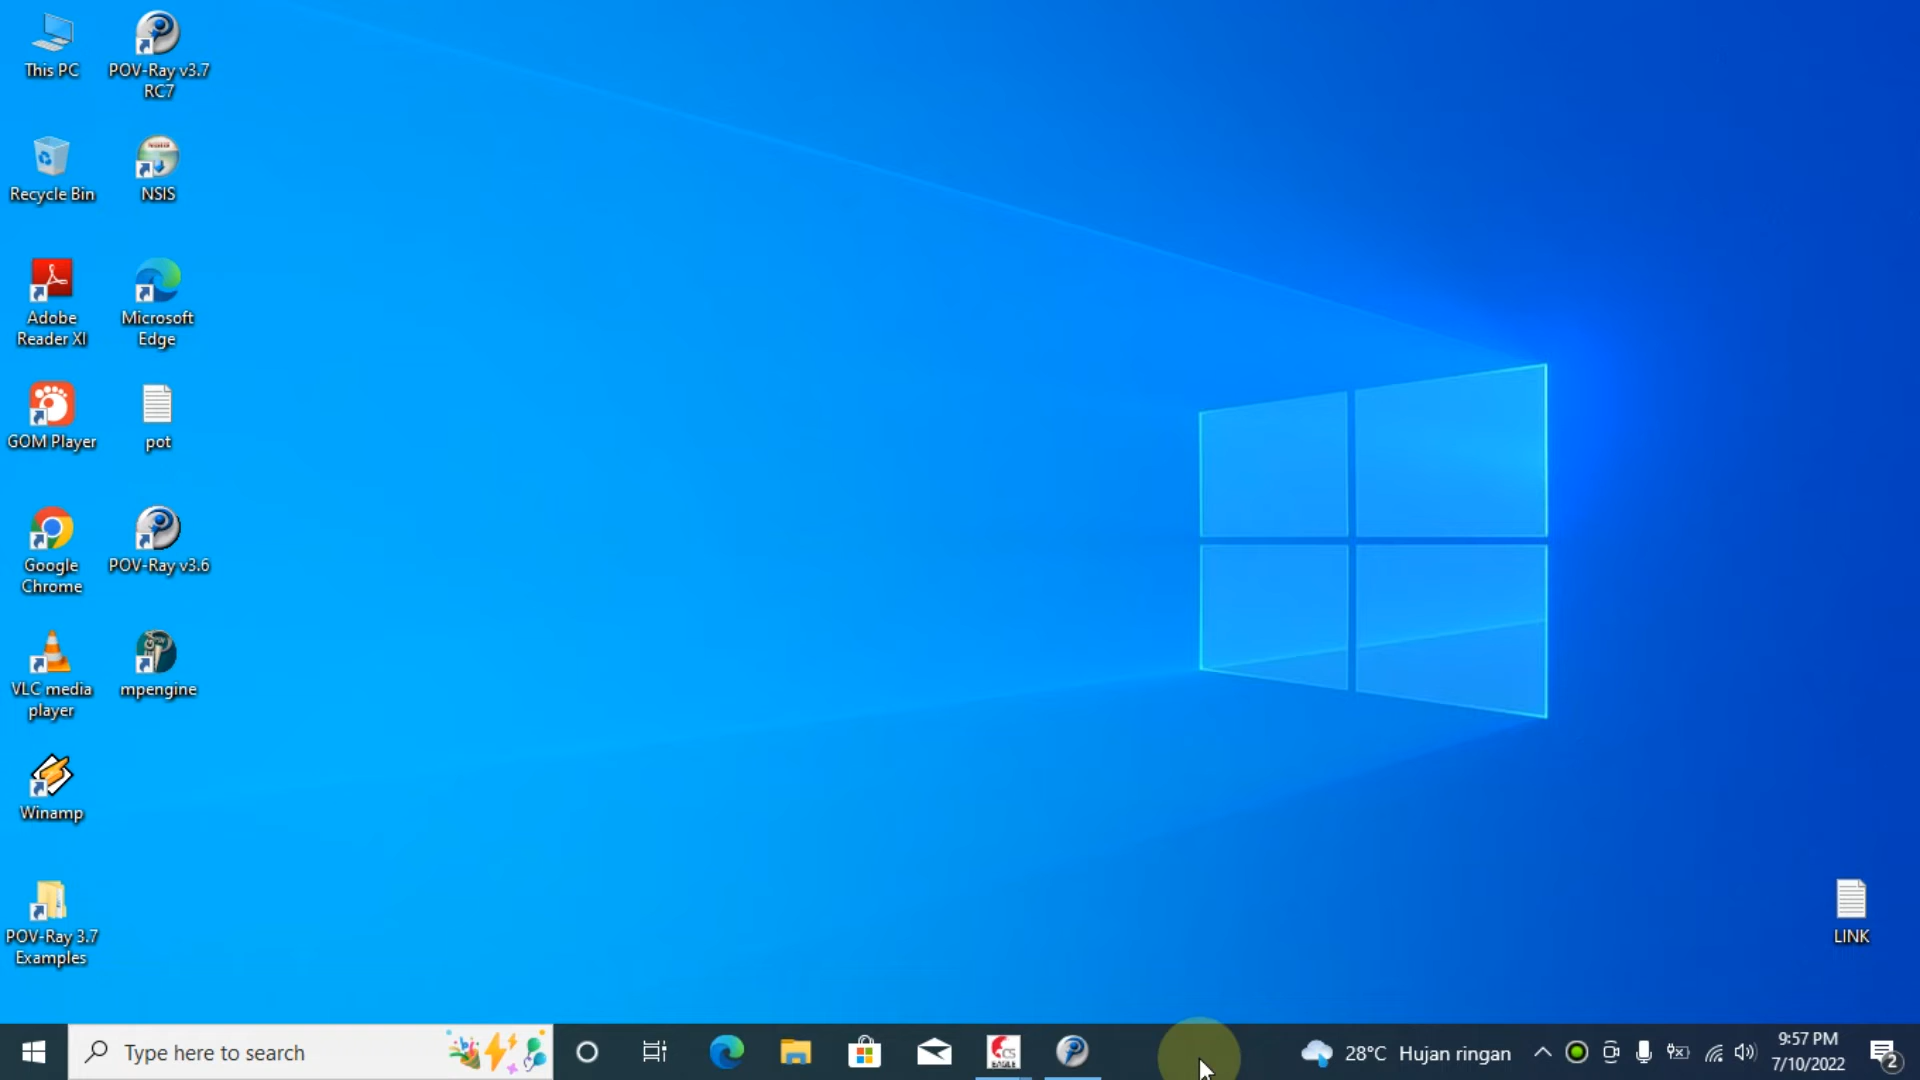 This PC
POV-Ray v3.7
RC7
Recycle Bin
NSIS
Adobe
Reader XI
Microsoft
Edge
GOM Player
pot
Google
Chrome
POV-Ray v3.6
VLC media
player
mpengine
Winamp
POV-Ray 3.7
Examples
LINK
Type here to search
CS
EAGLE
28°C Hujan ringan
9:57 PM
7/10/2022
2